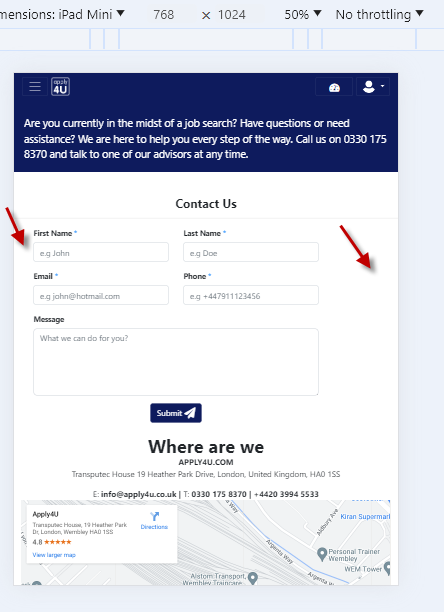 mensions: iPad Mini ▼ 768 × 1024 50% ▼ No throttling ▼
apply
4U
Are you currently in the midst of a job search? Have questions or need
assistance? We are here to help you every step of the way. Call us on 0330 175
8370 and talk to one of our advisors at any time.
Contact Us
First Name * Last Name *
e.g John e.g Doe
Email * Phone *
e.g john@hotmail.com e.g +447911123456
Message
What we can do for you?
Submit
Where are we
APPLY4U.COM
Transputec House 19 Heather Park Drive, London, United Kingdom, HA0 1SS
E: info@apply4u.co.uk | T: 0330 175 8370 | +4420 3994 5533
Apply4U
Transputec House, 19 Heather Park
Dr, London, Wembley HA0 1SS
Directions
4.8 ★★★★★
View larger map
Argenta Way
Aldbury Ave
Kiran Supermar
Argenta Way
Personal Trainer
Wembley
WEM Tower
Alstom Transport,
Wembley Traincare